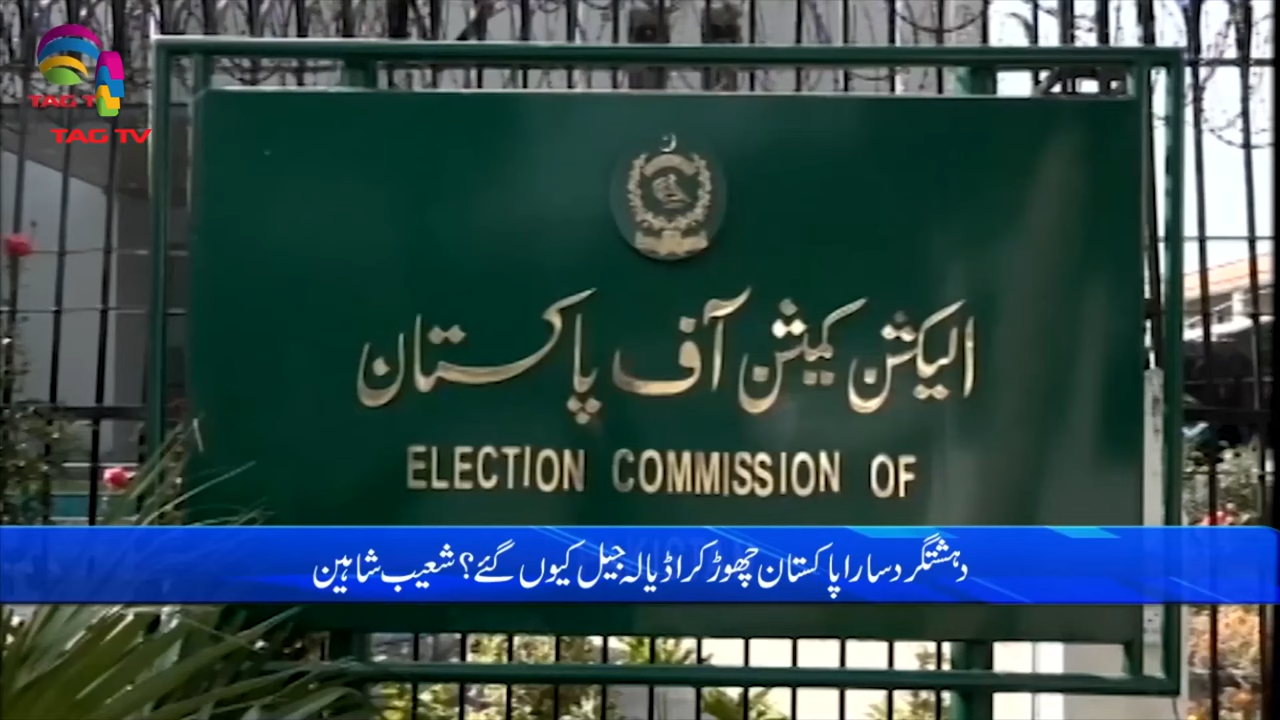 TAG TV
TAG TV
الیکشن کمیشن آف پاکستان
ELECTION COMMISSION OF
دہشتگرد سارا پاکستان چھوڑ کر اڈیالہ جیل کیوں گئے؟ شعیب شاہین